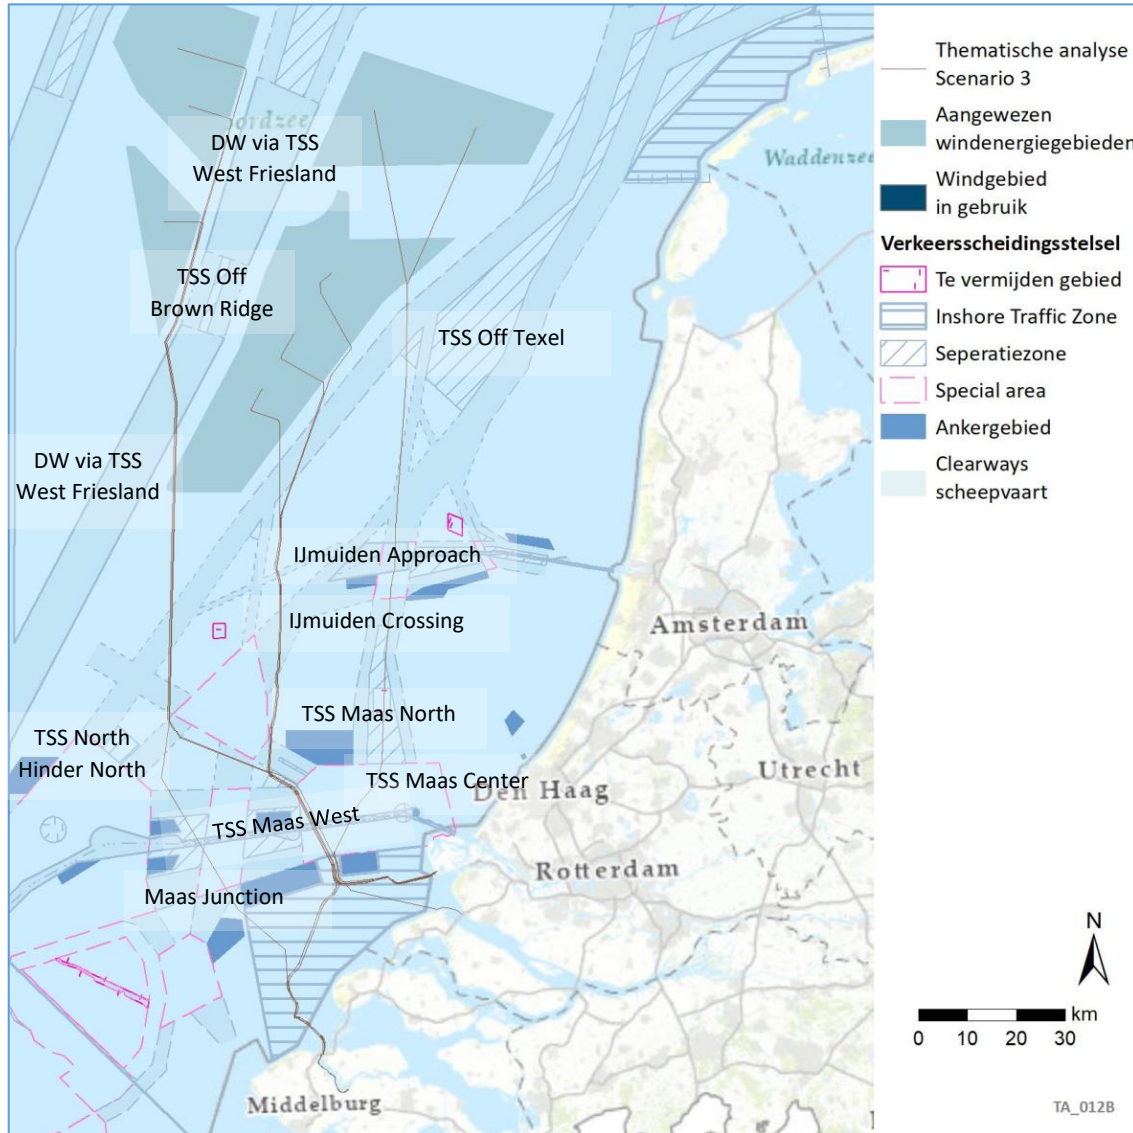 Noordzee
DW via TSS
West Friesland
TSS Off
Brown Ridge
TSS Off Texel
Waddenzee
DW via TSS
West Friesland
IJmuiden Approach
IJmuiden Crossing
Amsterdam
TSS Maas North
TSS North
Hinder North
TSS Maas Center
Utrecht
Den Haag
TSS Maas West
Rotterdam
Maas Junction
Middelburg
Thematische analyse
Scenario 3
Aangewezen
windenergiegebieden
Windgebied
in gebruik
Verkeersscheidingsstelsel
Te vermijden gebied
Inshore Traffic Zone
Seperatiezone
Special area
Ankergebied
Clearways
scheepvaart
N
km
0 10 20 30
TA_012B